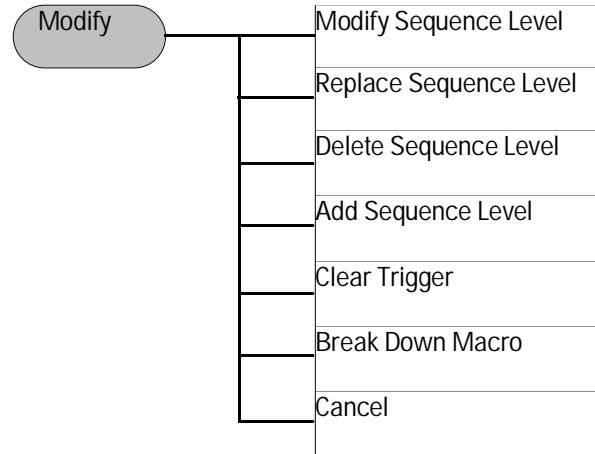 Modify
Modify Sequence Level
Replace Sequence Level
Delete Sequence Level
Add Sequence Level
Clear Trigger
Break Down Macro
Cancel